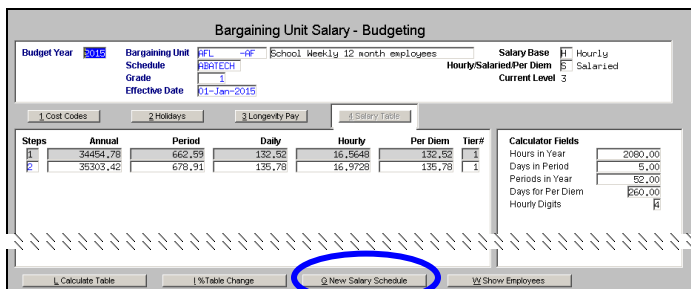 Bargaining Unit Salary - Budgeting
Budget Year 2015 Bargaining Unit AFL -AF School Weekly 12 month employees Salary Base H Hourly
Schedule ABATECH Hourly/Salaried/Per Diem S Salaried
Grade 1 Current Level 3
Effective Date 01-Jan-2015
1 Cost Codes 2 Holidays 3 Longevity Pay 4 Salary Table
Steps Annual Period Daily Hourly Per Diem Tier# Calculator Fields
1 34454.78 662.59 132.52 16.5648 132.52 1 Hours in Year 2080.00
2 35303.42 678.91 135.78 16.9728 135.78 1 Days in Period 5.00
Periods in Year 52.00
Days for Per Diem 260.00
Hourly Digits 4
L Calculate Table I %Table Change O New Salary Schedule W Show Employees